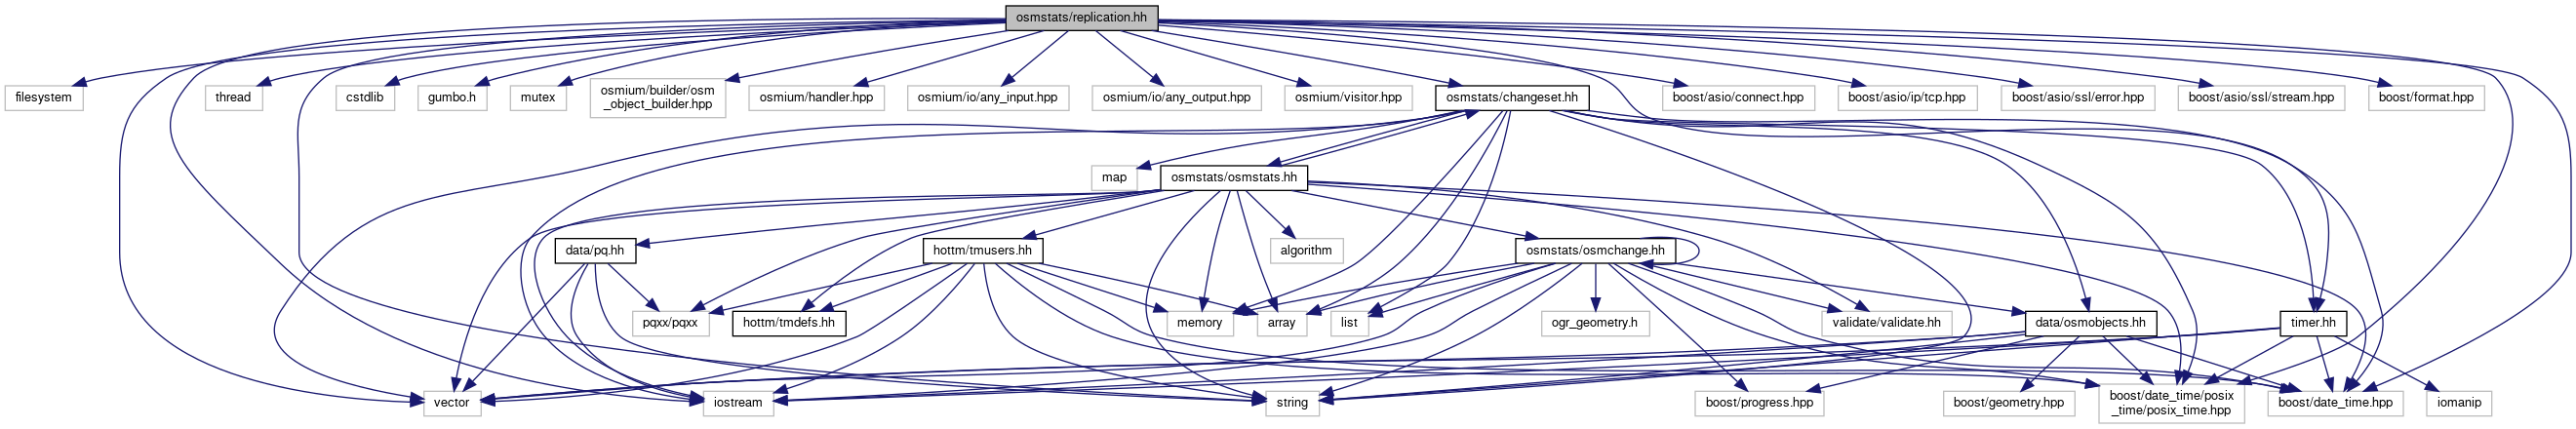 osmstats/replication.hh
filesystem
thread
cstdlib
gumbo.h
mutex
osmium/builder/osm
_object_builder.hpp
osmium/handler.hpp
osmium/io/any_input.hpp
osmium/io/any_output.hpp
osmium/visitor.hpp
osmstats/changeset.hh
boost/asio/connect.hpp
boost/asio/ip/tcp.hpp
boost/asio/ssl/error.hpp
boost/asio/ssl/stream.hpp
boost/format.hpp
map
osmstats/osmstats.hh
data/pq.hh
hottm/tmusers.hh
algorithm
osmstats/osmchange.hh
pqxx/pqxx
hottm/tmdefs.hh
memory
array
list
ogr_geometry.h
validate/validate.hh
data/osmobjects.hh
timer.hh
vector
iostream
string
boost/progress.hpp
boost/geometry.hpp
boost/date_time/posix
_time/posix_time.hpp
boost/date_time.hpp
iomanip